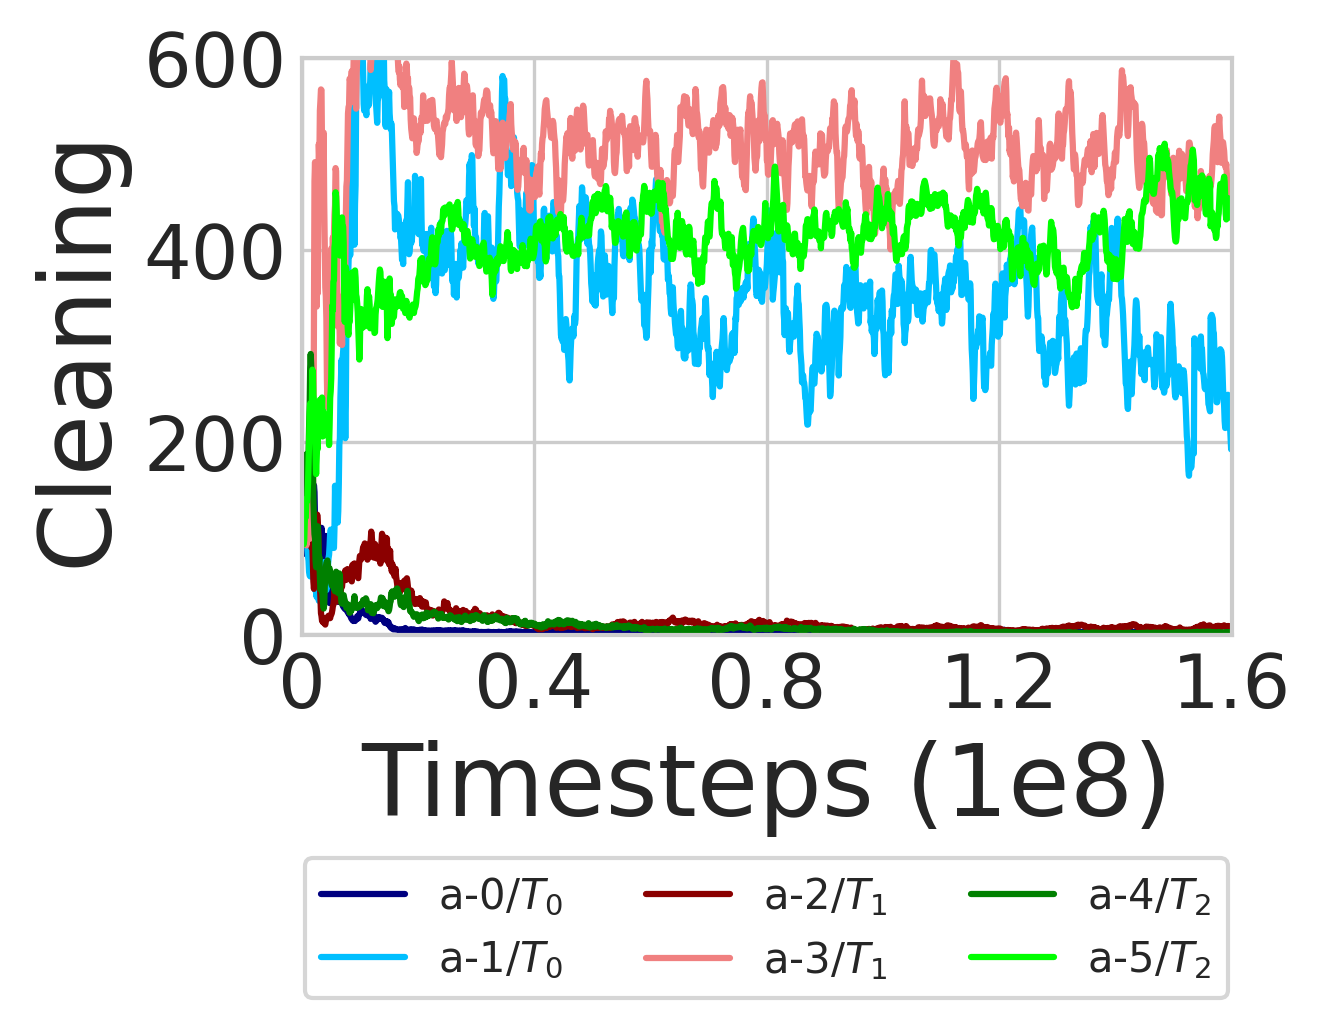 600
400
200
0
Cleaning
0 0.4 0.8 1.2 1.6
Timesteps (1e8)
a-0/T₀ a-2/T₁ a-4/T₂
a-1/T₀ a-3/T₁ a-5/T₂